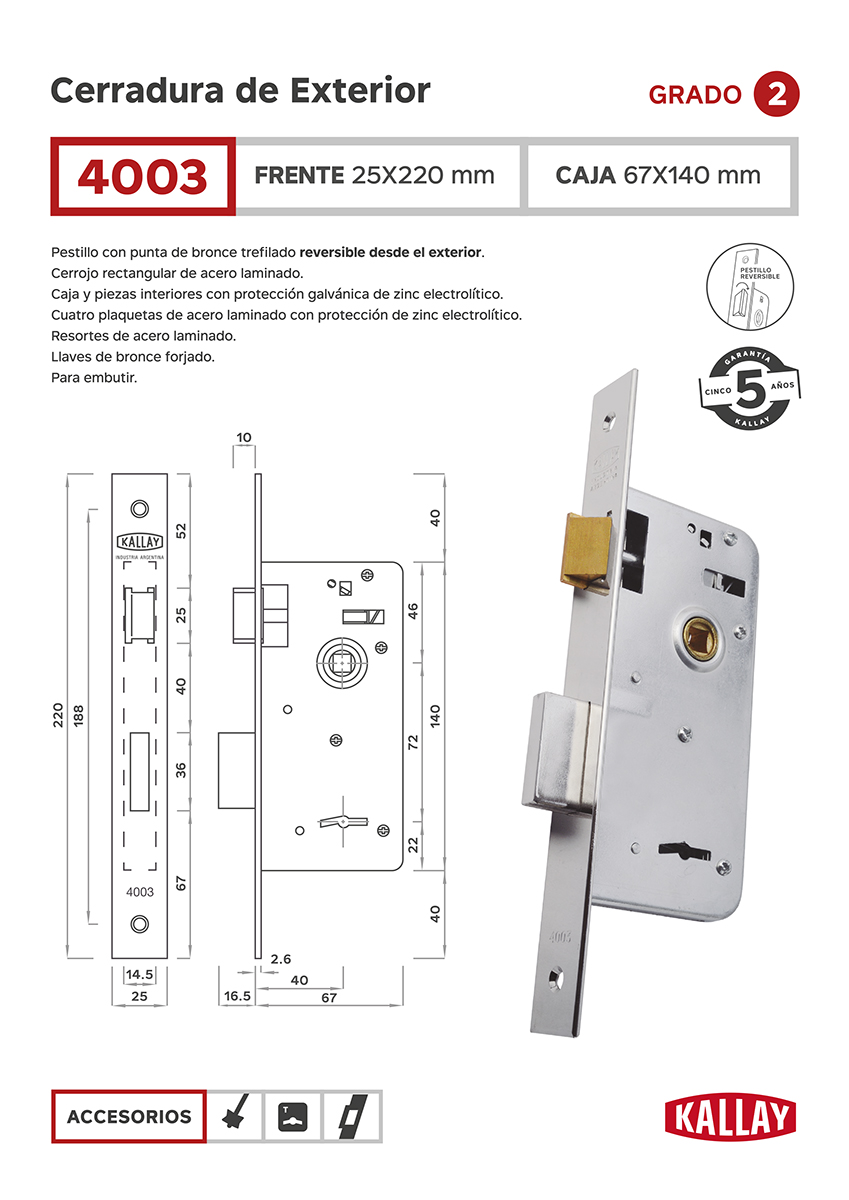 Cerradura de Exterior
GRADO 2
4003
FRENTE 25X220 mm
CAJA 67X140 mm
Pestillo con punta de bronce trefilado reversible desde el exterior.
Cerrojo rectangular de acero laminado.
Caja y piezas interiores con protección galvánica de zinc electrolítico.
Cuatro plaquetas de acero laminado con protección de zinc electrolítico.
Resortes de acero laminado.
Llaves de bronce forjado.
Para embutir.
PESTILLO
REVERSIBLE
GARANTÍA
CINCO 5 AÑOS
KALLAY
10
52
25
40
36
67
220
188
KALLAY
INDUSTRIA ARGENTINA
4003
14.5
25
40
46
140
72
22
40
2.6
40
16.5
67
KALLAY
4003
ACCESORIOS
T
KALLAY